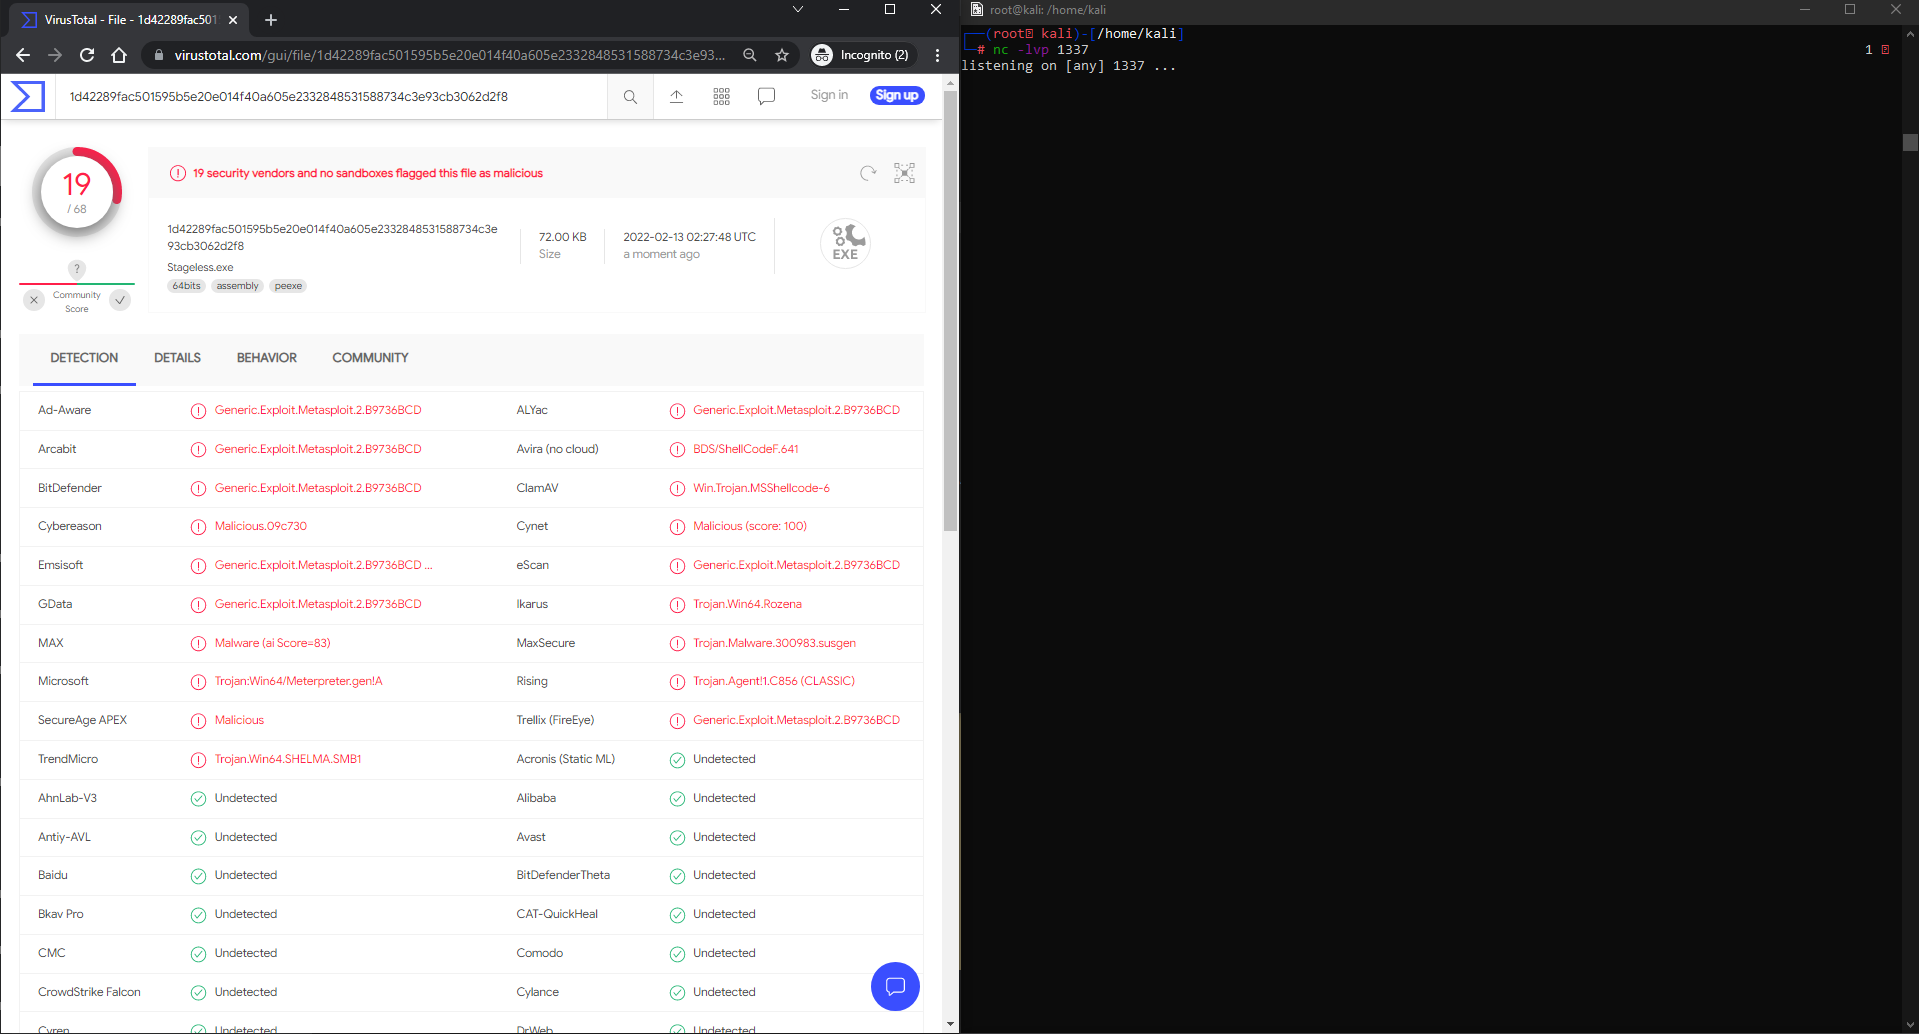 VirusTotal - File - 1d42289fac501
virustotal.com/gui/file/1d42289fac501595b5e20e014f40a605e2332848531588734c3e93...
Incognito (2)
1d42289fac501595b5e20e014f40a605e2332848531588734c3e93cb3062d2f8
Sign in
Sign up
19
/ 68
19 security vendors and no sandboxes flagged this file as malicious
1d42289fac501595b5e20e014f40a605e2332848531588734c3e
93cb3062d2f8
Stageless.exe
64bits assembly peexe
72.00 KB
Size
2022-02-13 02:27:48 UTC
a moment ago
EXE
?
Community
Score
DETECTION DETAILS BEHAVIOR COMMUNITY
Ad-Aware Generic.Exploit.Metasploit.2.B9736BCD ALYac Generic.Exploit.Metasploit.2.B9736BCD
Arcabit Generic.Exploit.Metasploit.2.B9736BCD Avira (no cloud) BDS/ShellCodeF.641
BitDefender Generic.Exploit.Metasploit.2.B9736BCD ClamAV Win.Trojan.MSShellcode-6
Cybereason Malicious.09c730 Cynet Malicious (score: 100)
Emsisoft Generic.Exploit.Metasploit.2.B9736BCD ... eScan Generic.Exploit.Metasploit.2.B9736BCD
GData Generic.Exploit.Metasploit.2.B9736BCD Ikarus Trojan.Win64.Rozena
MAX Malware (ai Score=83) MaxSecure Trojan.Malware.300983.susgen
Microsoft Trojan:Win64/Meterpreter.gen!A Rising Trojan.Agent!1.C856 (CLASSIC)
SecureAge APEX Malicious Trellix (FireEye) Generic.Exploit.Metasploit.2.B9736BCD
TrendMicro Trojan.Win64.SHELMA.SMB1 Acronis (Static ML) Undetected
AhnLab-V3 Undetected Alibaba Undetected
Antiy-AVL Undetected Avast Undetected
Baidu Undetected BitDefenderTheta Undetected
Bkav Pro Undetected CAT-QuickHeal Undetected
CMC Undetected Comodo Undetected
CrowdStrike Falcon Undetected Cylance Undetected
Cyren Undetected DrWeb Undetected
root@kali: /home/kali
(root kali)-[/home/kali]
# nc -lvp 1337 1
listening on [any] 1337 ...